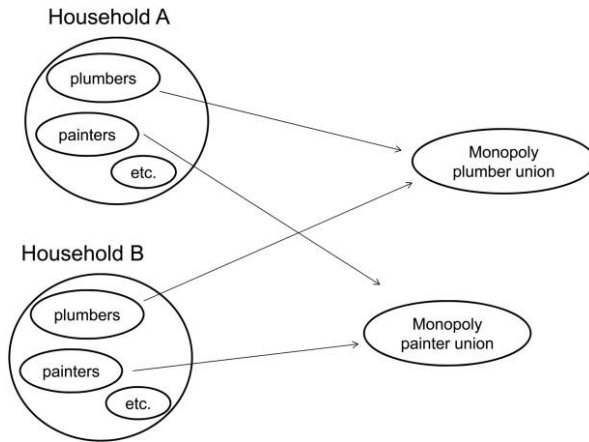 Household A
plumbers
painters
etc.
Monopoly
plumber union
Household B
plumbers
painters
etc.
Monopoly
painter union